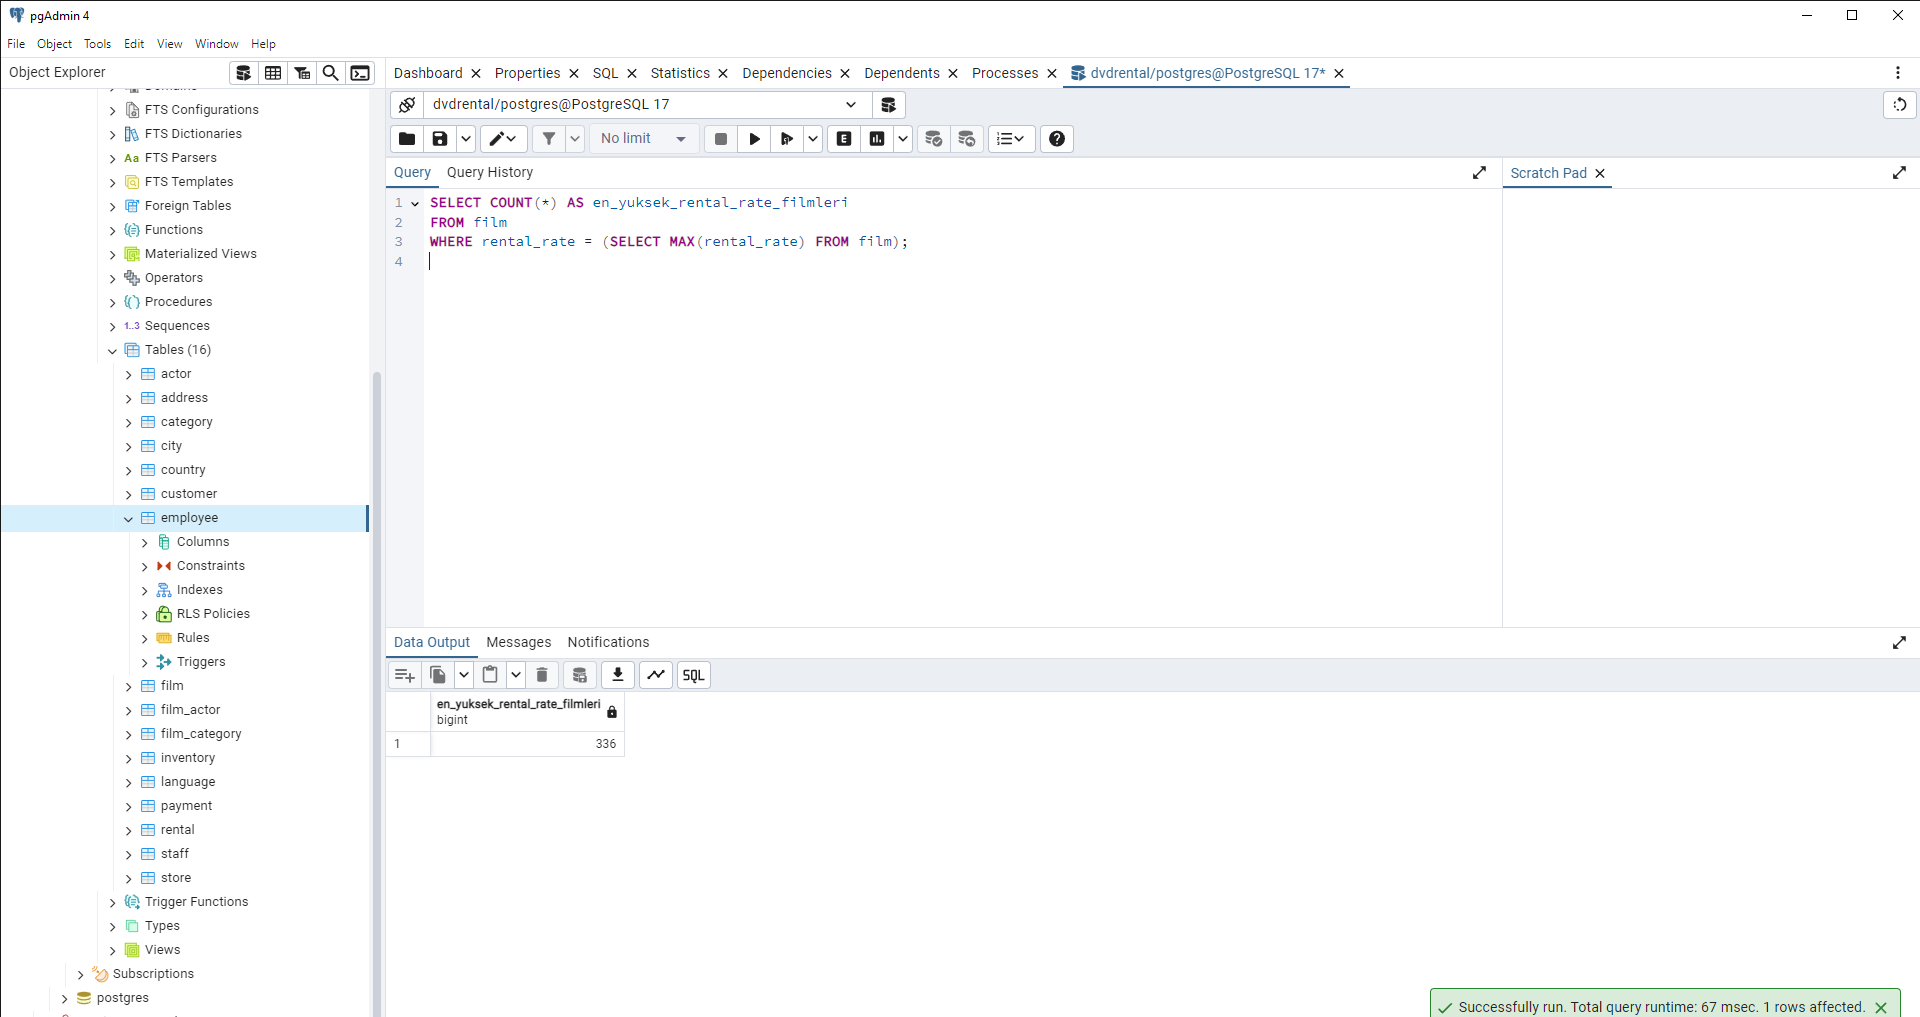 pgAdmin 4
File Object Tools Edit View Window Help
Object Explorer
Dashboard Properties SQL Statistics Dependencies Dependents Processes dvdrental/postgres@PostgreSQL 17*
dvdrental/postgres@PostgreSQL 17
No limit
E
Query Query History
Scratch Pad
1 SELECT COUNT(*) AS en_yuksek_rental_rate_filmleri
2 FROM film
3 WHERE rental_rate = (SELECT MAX(rental_rate) FROM film);
4
Domains
FTS Configurations
FTS Dictionaries
Aa FTS Parsers
FTS Templates
Foreign Tables
Functions
Materialized Views
Operators
Procedures
1..3 Sequences
Tables (16)
actor
address
category
city
country
customer
employee
Columns
Constraints
Indexes
RLS Policies
Rules
Triggers
film
film_actor
film_category
inventory
language
payment
rental
staff
store
Trigger Functions
Types
Views
Subscriptions
postgres
Data Output Messages Notifications
SQL
en_yuksek_rental_rate_filmleri
bigint
1 336
Successfully run. Total query runtime: 67 msec. 1 rows affected.